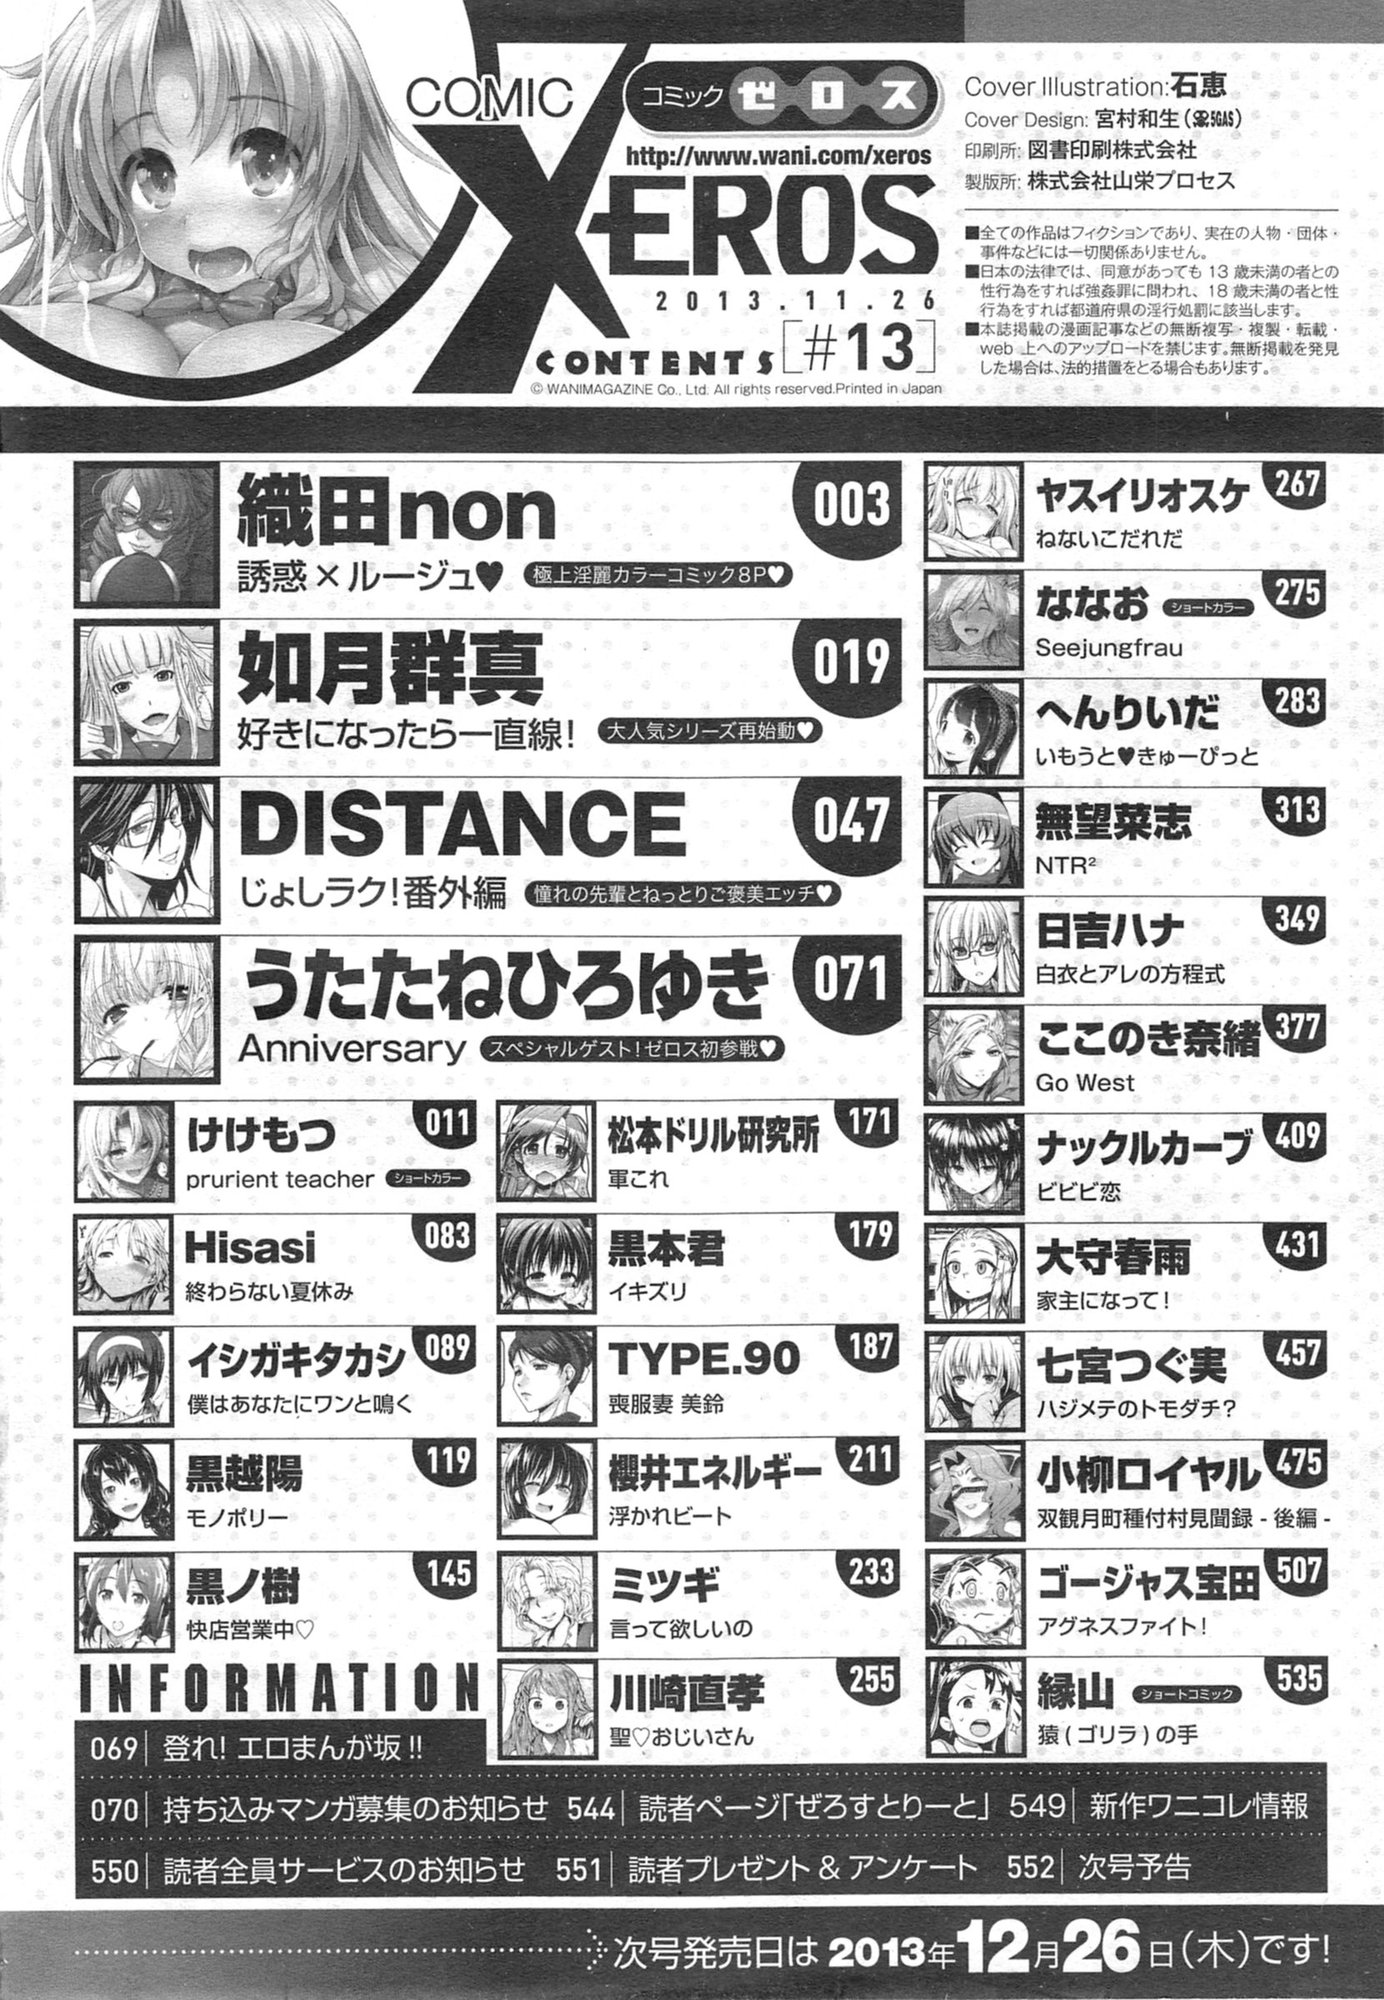 COMIC
XEROS
コミックゼロス
http://www.wani.com/xeros
2013.11.26
CONTENTS [#13]
© WANIMAGAZINE Co., Ltd. All rights reserved.Printed in Japan
Cover Illustration:石恵
Cover Design: 宮村和生(5GAS)
印刷所: 図書印刷株式会社
製版所: 株式会社山栄プロセス
■全ての作品はフィクションであり、実在の人物・団体・
事件などには一切関係ありません。
■日本の法律では、同意があっても 13 歳未満の者との
性行為をすれば強姦罪に問われ、18 歳未満の者と性
行為をすれば都道府県の淫行処罰に該当します。
■本誌掲載の漫画記事などの無断複写・複製・転載・
web 上へのアップロードを禁じます。無断掲載を発見
した場合は、法的措置をとる場合もあります。
織田non 003
誘惑×ルージュ♥ 極上淫麗カラーコミック8P♥
如月群真 019
好きになったら一直線! 大人気シリーズ再始動♥
DISTANCE 047
じょしラク!番外編 憧れの先輩とねっとりご褒美エッチ♥
うたたねひろゆき 071
Anniversary スペシャルゲスト!ゼロス初参戦♥
けけもつ 011
prurient teacher ショートカラー
Hisasi 083
終わらない夏休み
イシガキタカシ 089
僕はあなたにワンと鳴く
黒越陽 119
モノポリー
黒ノ樹 145
快店営業中♡
松本ドリル研究所 171
軍これ
黒本君 179
イキズリ
TYPE.90 187
喪服妻 美鈴
櫻井エネルギー 211
浮かれビート
ミツギ 233
言って欲しいの
川崎直孝 255
聖♡おじいさん
ヤスイリオスケ 267
ねないこだれだ
ななお ショートカラー 275
Seejungfrau
へんりいだ 283
いもうと♥きゅーぴっと
無望菜志 313
NTR²
日吉ハナ 349
白衣とアレの方程式
ここのき奈緒 377
Go West
ナックルカーブ 409
ビビビ恋
大守春雨 431
家主になって!
七宮つぐ実 457
ハジメテのトモダチ?
小柳ロイヤル 475
双観月町種付村見聞録 - 後編 -
ゴージャス宝田 507
アグネスファイト!
縁山 ショートコミック 535
猿(ゴリラ)の手
INFORMATION
069 | 登れ! エロまんが坂!!
070 | 持ち込みマンガ募集のお知らせ 544 | 読者ページ「ぜろすとりーと」 549 | 新作ワニコレ情報
550 | 読者全員サービスのお知らせ 551 | 読者プレゼント&アンケート 552 | 次号予告
次号発売日は 2013年12月26日(木)です!